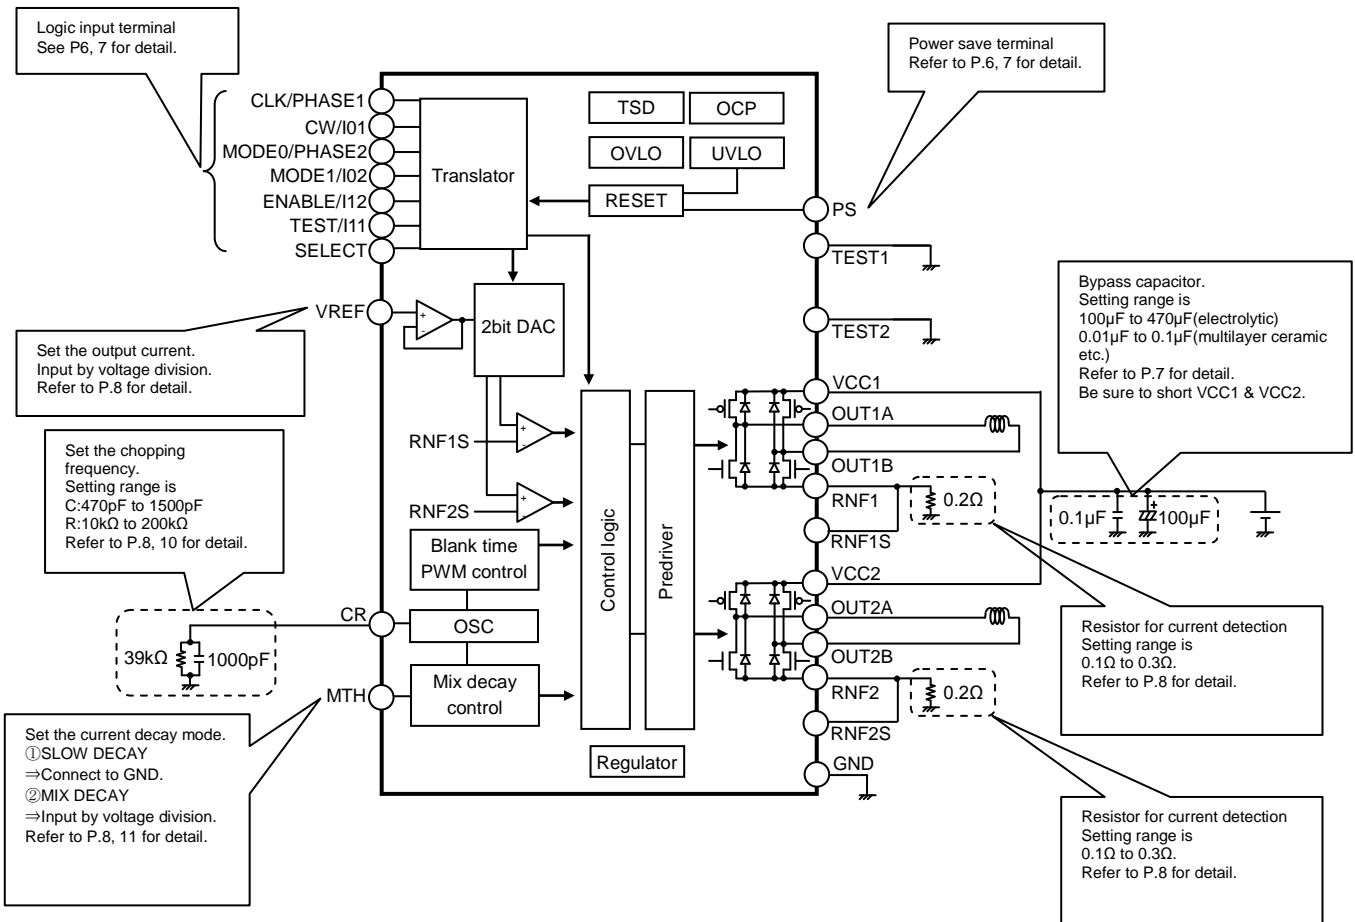 Logic input terminal
See P6, 7 for detail.
Power save terminal
Refer to P.6, 7 for detail.
CLK/PHASE1
CW/I01
MODE0/PHASE2
MODE1/I02
ENABLE/I12
TEST/I11
SELECT
Translator
TSD
OCP
OVLO
UVLO
RESET
PS
TEST1
TEST2
VREF
+
-
2bit DAC
Set the output current.
Input by voltage division.
Refer to P.8 for detail.
Bypass capacitor.
Setting range is
100µF to 470µF(electrolytic)
0.01µF to 0.1µF(multilayer ceramic
etc.)
Refer to P.7 for detail.
Be sure to short VCC1 & VCC2.
Set the chopping
frequency.
Setting range is
C:470pF to 1500pF
R:10kΩ to 200kΩ
Refer to P.8, 10 for detail.
RNF1S
+
-
RNF2S
+
-
Blank time
PWM control
OSC
Mix decay
control
Control logic
Predriver
Regulator
VCC1
OUT1A
OUT1B
RNF1
0.2Ω
RNF1S
VCC2
OUT2A
OUT2B
RNF2
0.2Ω
RNF2S
GND
0.1µF
+
100µF
CR
39kΩ
1000pF
MTH
Set the current decay mode.
①SLOW DECAY
⇒Connect to GND.
②MIX DECAY
⇒Input by voltage division.
Refer to P.8, 11 for detail.
Resistor for current detection
Setting range is
0.1Ω to 0.3Ω.
Refer to P.8 for detail.
Resistor for current detection
Setting range is
0.1Ω to 0.3Ω.
Refer to P.8 for detail.